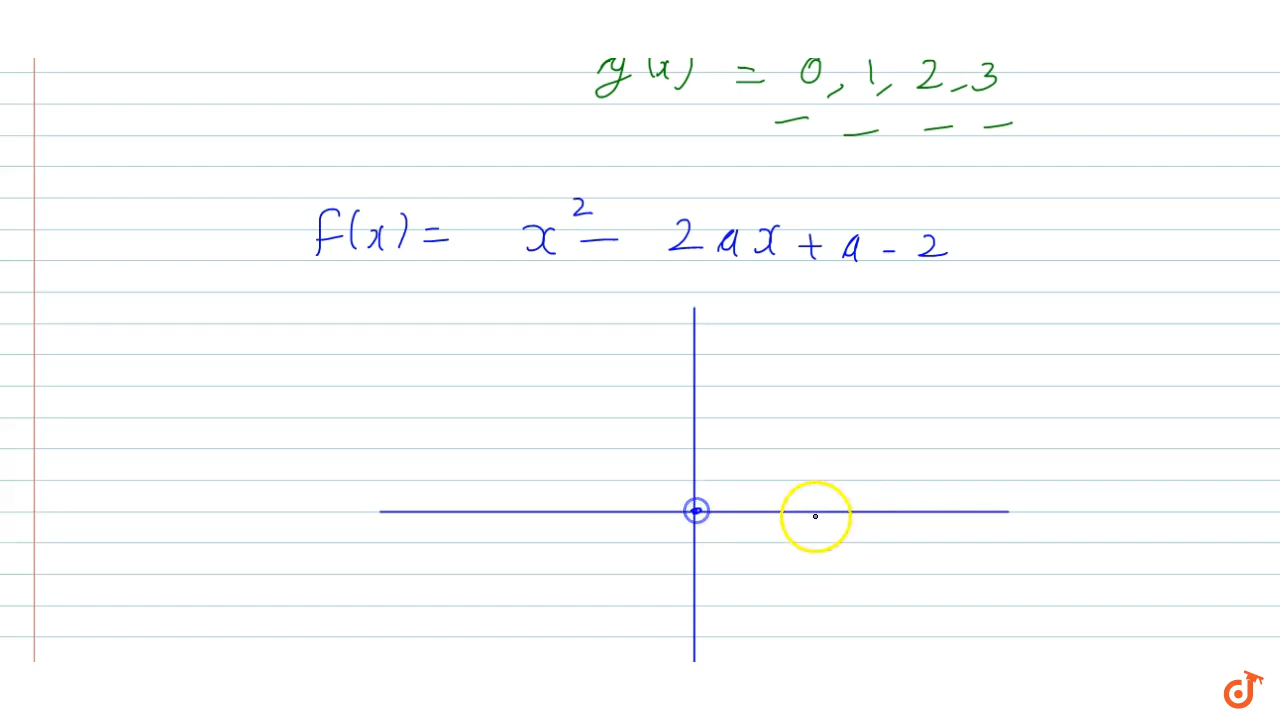 y(x) = 0, 1, 2, 3
f(x) = x² - 2ax + a - 2